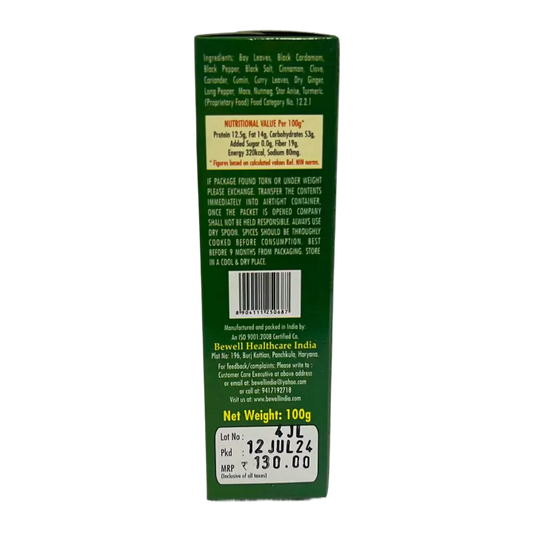 Ingredients: Bay Leaves, Black Cardamom,
Black Pepper, Black Salt, Cinnamon, Clove,
Coriander, Cumin, Curry Leaves, Dry Ginger,
Long Pepper, Mace, Nutmeg, Star Anise, Turmeric.
(Proprietary Food) Food Category No. 12.2.1
NUTRITIONAL VALUE Per 100g*
Protein 12.5g, Fat 14g, Carbohydrates 53g,
Added Sugar 0.0g, Fiber 19g,
Energy 320kcal, Sodium 80mg.
* Figures based on calculated values Ref. NIN norms.
IF PACKAGE FOUND TORN OR UNDER WEIGHT
PLEASE EXCHANGE. TRANSFER THE CONTENTS
IMMEDIATELY INTO AIRTIGHT CONTAINER,
ONCE THE PACKET IS OPENED COMPANY
SHALL NOT BE HELD RESPONSIBLE. ALWAYS USE
DRY SPOON. SPICES SHOULD BE THROUGHLY
COOKED BEFORE CONSUMPTION. BEST
BEFORE 9 MONTHS FROM PACKAGING. STORE
IN A COOL & DRY PLACE.
8904111250687
Manufactured and packed in India by:
An ISO 9001:2008 Certified Co.
Bewell Healthcare India
Plot No: 196, Burj Kottian, Panchkula, Haryana.
For feedback/complaints: Please write to :
Customer Care Executive at above address
or email at: bewellindia@yahoo.com
or call at: 9417192718
Visit us at: www.bewellindia.com
Net Weight: 100g
Lot No : 4 JL
Pkd : 12 JUL 24
MRP ₹ 130.00
(Inclusive of all taxes)